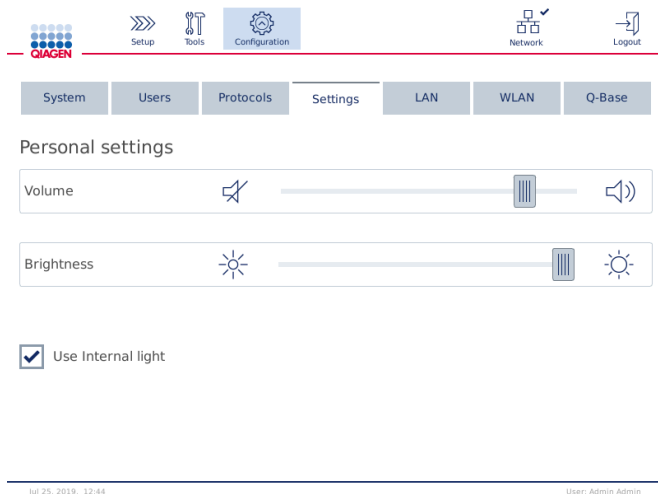 QIAGEN
Setup
Tools
Configuration
Network
Logout
System
Users
Protocols
Settings
LAN
WLAN
Q-Base
Personal settings
Volume
Brightness
Use Internal light
Jul 25, 2019, 12:44
User: Admin Admin